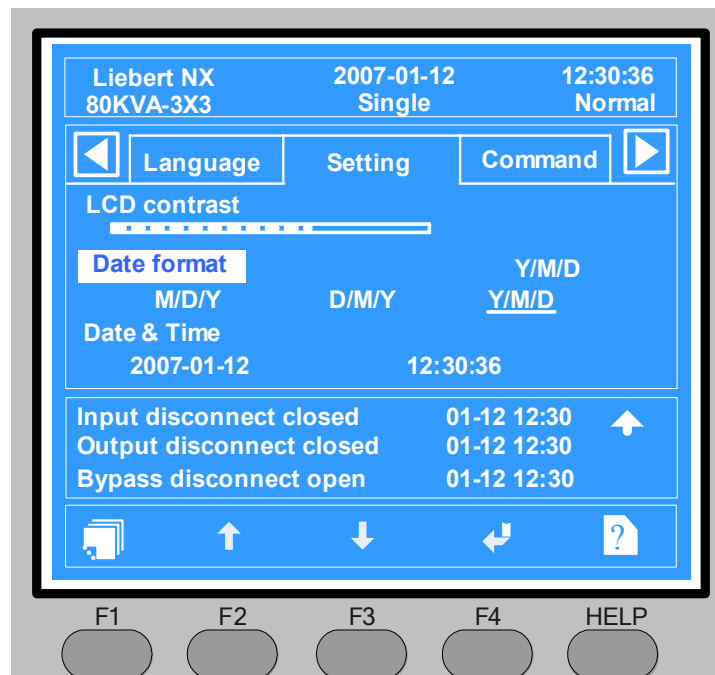 Liebert NX 2007-01-12 12:30:36
80KVA-3X3 Single Normal
Language Setting Command
LCD contrast
Date format Y/M/D
M/D/Y D/M/Y Y/M/D
Date & Time
2007-01-12 12:30:36
Input disconnect closed 01-12 12:30
Output disconnect closed 01-12 12:30
Bypass disconnect open 01-12 12:30
?
F1 F2 F3 F4 HELP